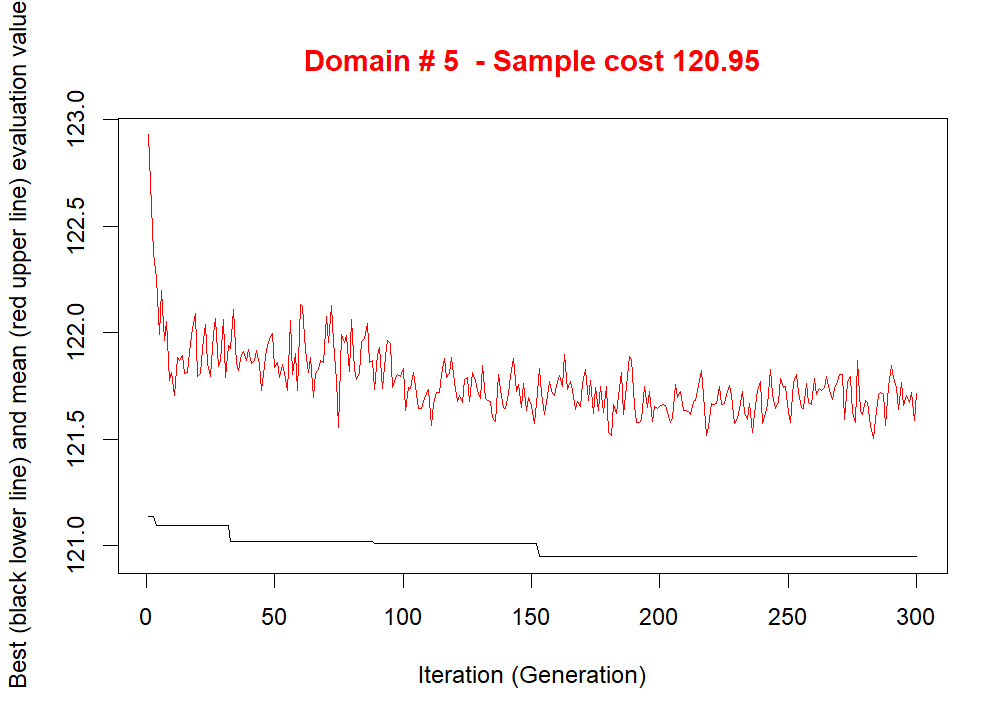 Domain # 5  - Sample cost 120.95
Best (black lower line) and mean (red upper line) evaluation value
123.0
122.5
122.0
121.5
121.0
0 50 100 150 200 250 300
Iteration (Generation)